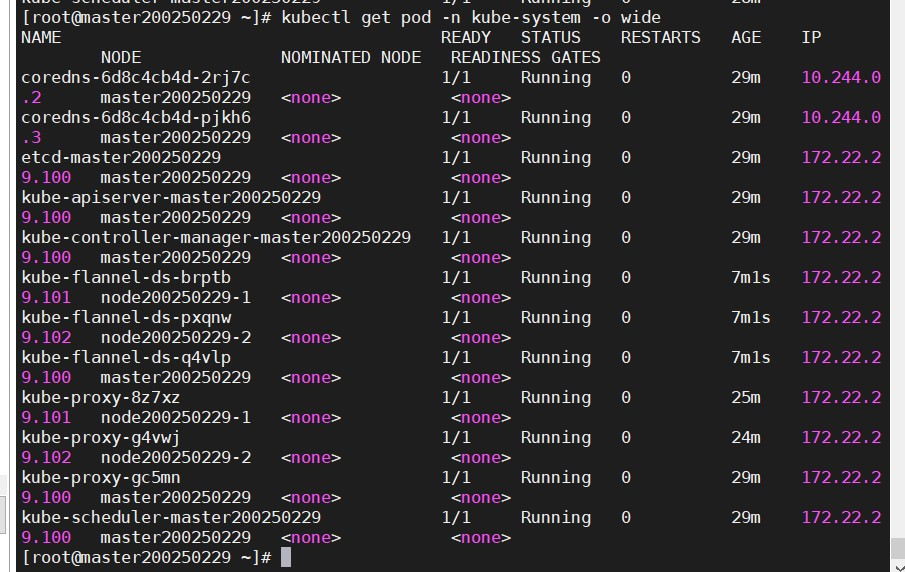 [root@master200250229 ~]# kubectl get pod -n kube-system -o wide
NAME READY STATUS RESTARTS AGE IP
NODE NOMINATED NODE READINESS GATES
coredns-6d8c4cb4d-2rj7c 1/1 Running 0 29m 10.244.0
.2 master200250229 <none> <none>
coredns-6d8c4cb4d-pjkh6 1/1 Running 0 29m 10.244.0
.3 master200250229 <none> <none>
etcd-master200250229 1/1 Running 0 29m 172.22.2
9.100 master200250229 <none> <none>
kube-apiserver-master200250229 1/1 Running 0 29m 172.22.2
9.100 master200250229 <none> <none>
kube-controller-manager-master200250229 1/1 Running 0 29m 172.22.2
9.100 master200250229 <none> <none>
kube-flannel-ds-brptb 1/1 Running 0 7m1s 172.22.2
9.101 node200250229-1 <none> <none>
kube-flannel-ds-pxqnw 1/1 Running 0 7m1s 172.22.2
9.102 node200250229-2 <none> <none>
kube-flannel-ds-q4vlp 1/1 Running 0 7m1s 172.22.2
9.100 master200250229 <none> <none>
kube-proxy-8z7xz 1/1 Running 0 25m 172.22.2
9.101 node200250229-1 <none> <none>
kube-proxy-g4vwj 1/1 Running 0 24m 172.22.2
9.102 node200250229-2 <none> <none>
kube-proxy-gc5mn 1/1 Running 0 29m 172.22.2
9.100 master200250229 <none> <none>
kube-scheduler-master200250229 1/1 Running 0 29m 172.22.2
9.100 master200250229 <none> <none>
[root@master200250229 ~]#